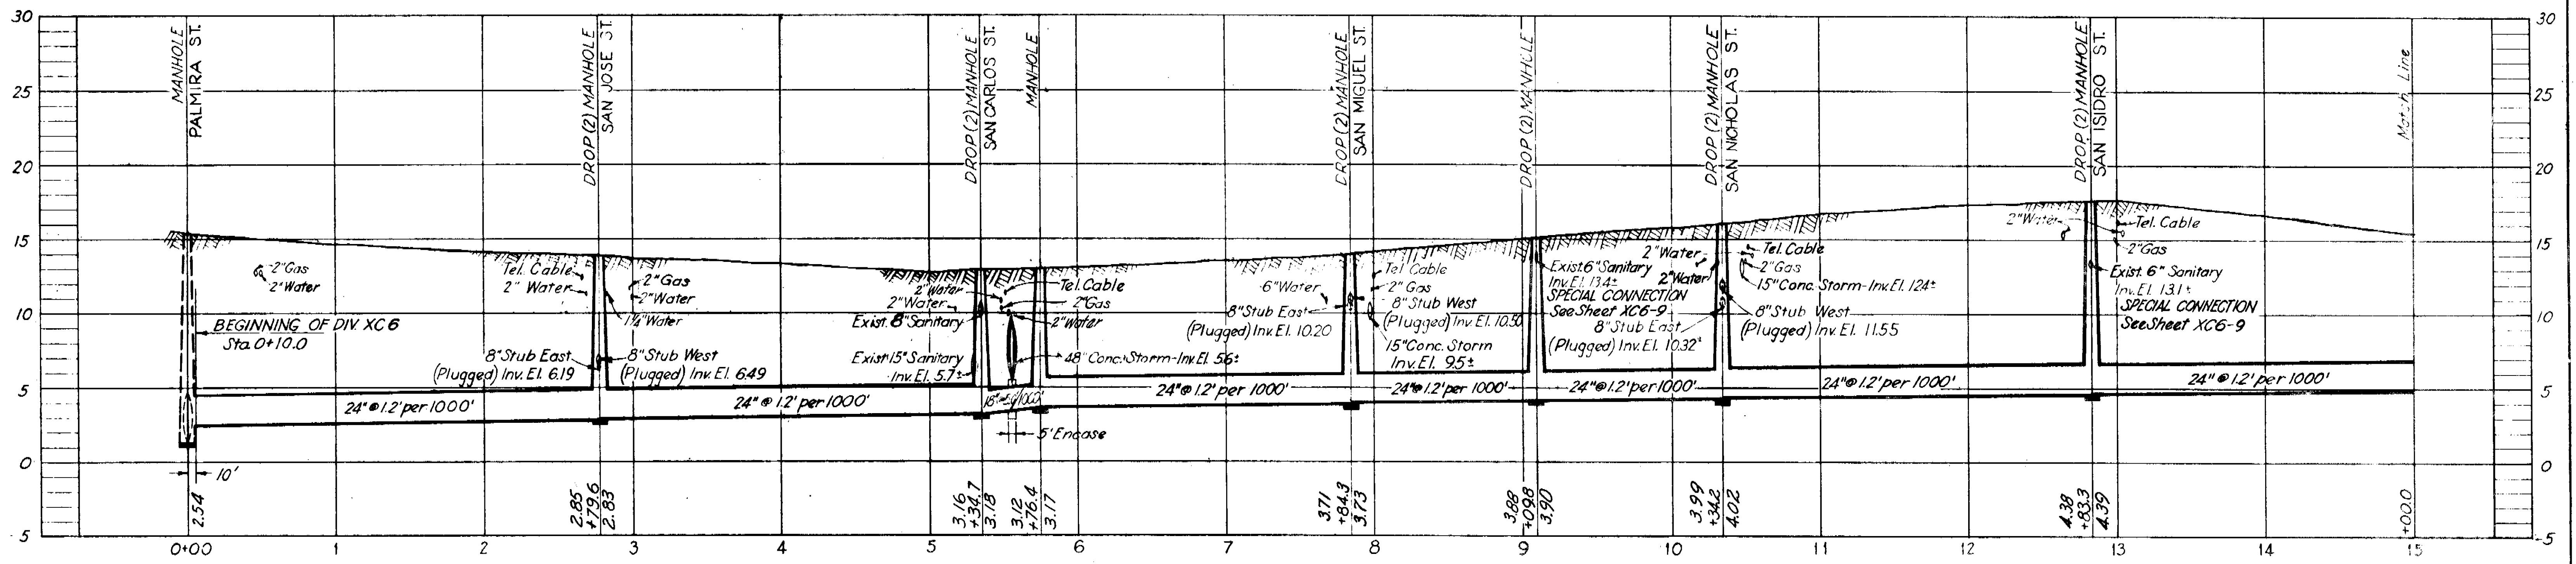 30
25
20
15
10
5
0
-5
MANHOLE
PALMIRA ST.
2" Gas
2" Water
BEGINNING OF DIV. XC 6
Sta. 0+10.0
10'
2.54
24" @ 1.2' per 1000'
DROP (2) MANHOLE
SAN JOSE ST.
Tel. Cable
2" Water
2" Gas
2" Water
1 1/4" Water
8" Stub East
(Plugged) Inv. El. 6.19
8" Stub West
(Plugged) Inv. El. 6.49
2.85
+79.6
2.83
24" @ 1.2' per 1000'
DROP (2) MANHOLE
SAN CARLOS ST.
2" Water
2" Water
Exist. 8" Sanitary
Exist. 15" Sanitary
Inv. El. 5.7±
3.16
+34.7
3.18
MANHOLE
Tel. Cable
2" Gas
2" Water
48" Conc. Storm - Inv. El. 5.6±
5' Encase
3.12
+76.4
3.17
24" @ 1.2' per 1000'
DROP (2) MANHOLE
SAN MIGUEL ST.
6" Water
8" Stub East
(Plugged) Inv. El. 10.20
Tel. Cable
2" Gas
8" Stub West
(Plugged) Inv. El. 10.50
15" Conc. Storm
Inv. El. 9.5±
3.71
+84.3
3.73
24" @ 1.2' per 1000'
DROP (2) MANHOLE
Exist. 6" Sanitary
Inv. El. 13.4±
SPECIAL CONNECTION
See Sheet XC6-9
3.88
+09.8
3.90
24" @ 1.2' per 1000'
DROP (2) MANHOLE
SAN NICHOLAS ST.
2" Water
2" Water
8" Stub East
(Plugged) Inv. El. 10.32
Tel. Cable
2" Gas
15" Conc. Storm - Inv. El. 12.4±
8" Stub West
(Plugged) Inv. El. 11.55
3.99
+34.2
4.02
24" @ 1.2' per 1000'
DROP (2) MANHOLE
SAN ISIDRO ST.
2" Water
Tel. Cable
2" Gas
Exist. 6" Sanitary
Inv. El. 13.1±
SPECIAL CONNECTION
See Sheet XC6-9
4.38
+83.3
4.39
24" @ 1.2' per 1000'
Match Line
+00.0
30
25
20
15
10
5
0
-5
0+00 1 2 3 4 5 6 7 8 9 10 11 12 13 14 15